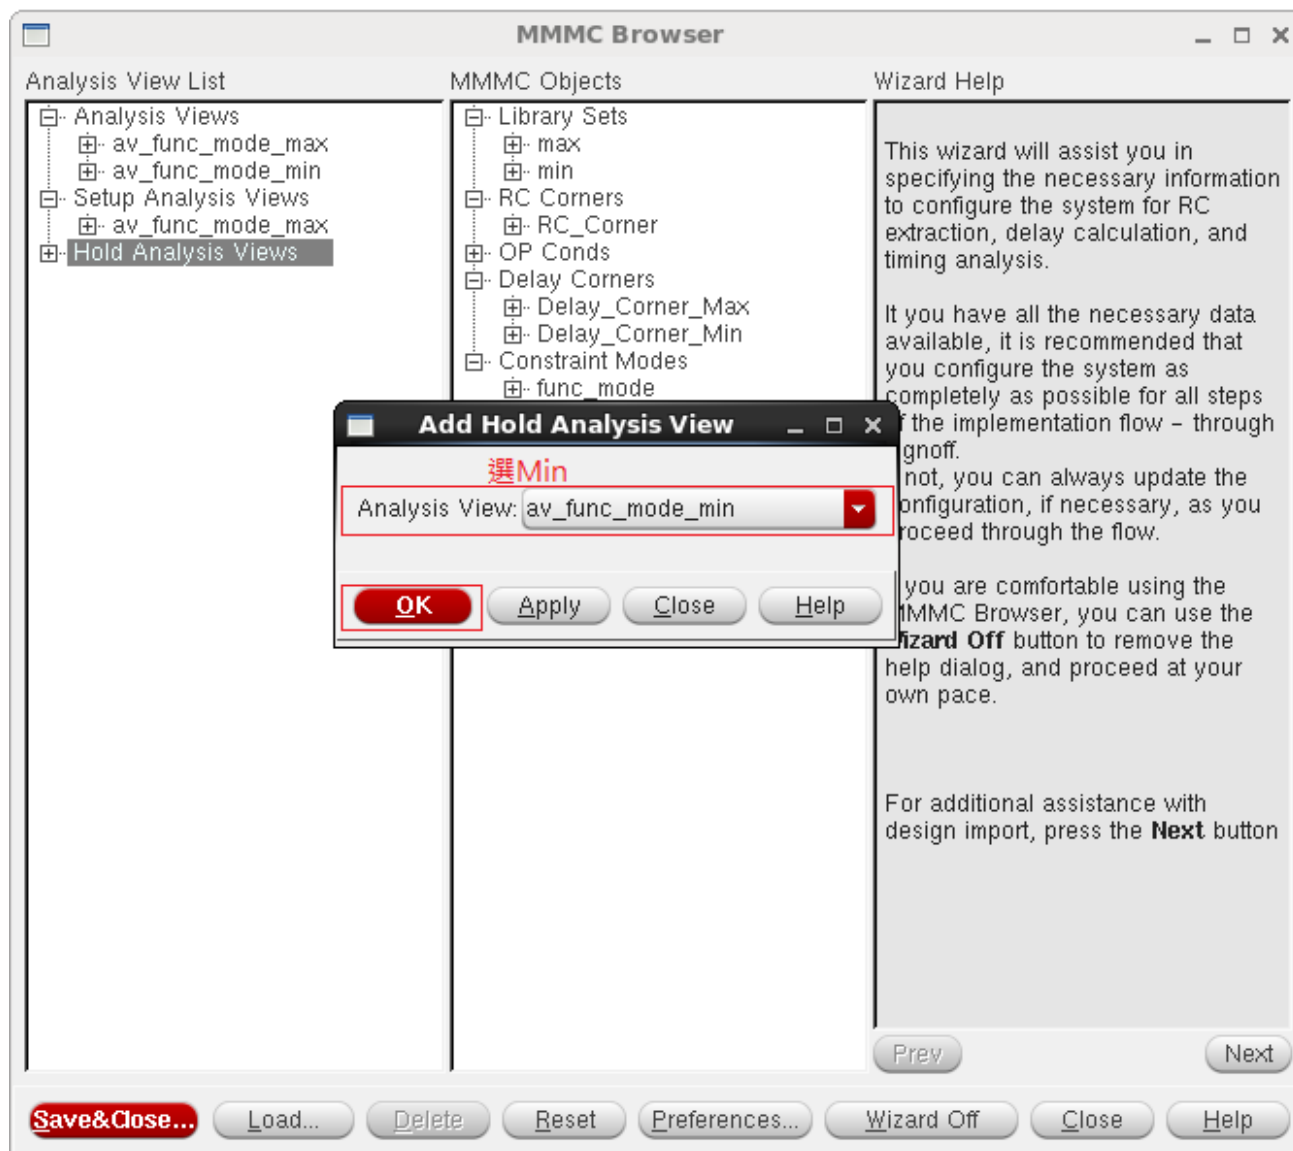 MMMC Browser
Analysis View List
Analysis Views
av_func_mode_max
av_func_mode_min
Setup Analysis Views
av_func_mode_max
Hold Analysis Views
MMMC Objects
Library Sets
max
min
RC Corners
RC_Corner
OP Conds
Delay Corners
Delay_Corner_Max
Delay_Corner_Min
Constraint Modes
func_mode
Wizard Help
This wizard will assist you in
specifying the necessary information
to configure the system for RC
extraction, delay calculation, and
timing analysis.
It you have all the necessary data
available, it is recommended that
you configure the system as
completely as possible for all steps
f the implementation flow – through
gnoff.
not, you can always update the
onfiguration, if necessary, as you
roceed through the flow.
you are comfortable using the
MMMC Browser, you can use the
Wizard Off button to remove the
help dialog, and proceed at your
own pace.
For additional assistance with
design import, press the Next button
Add Hold Analysis View
選Min
Analysis View: av_func_mode_min
OK Apply Close Help
Prev Next
Save&Close... Load... Delete Reset Preferences... Wizard Off Close Help